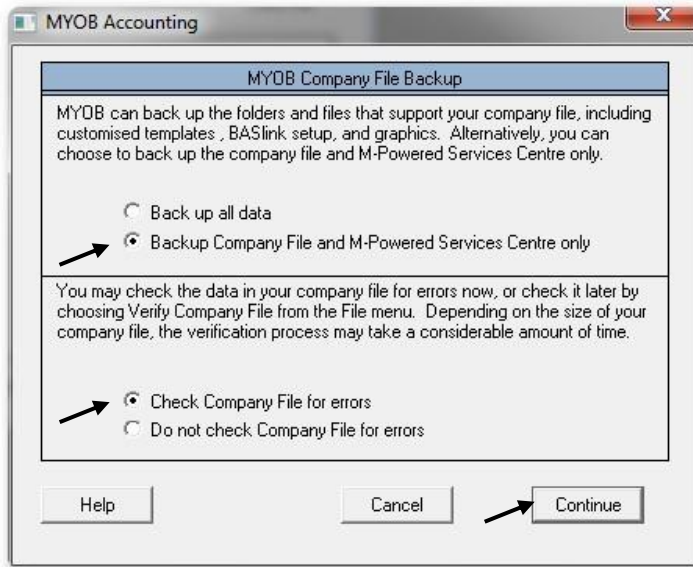 MYOB Accounting
MYOB Company File Backup
MYOB can back up the folders and files that support your company file, including
customised templates , BASlink setup, and graphics. Alternatively, you can
choose to back up the company file and M-Powered Services Centre only.
Back up all data
Backup Company File and M-Powered Services Centre only
You may check the data in your company file for errors now, or check it later by
choosing Verify Company File from the File menu. Depending on the size of your
company file, the verification process may take a considerable amount of time.
Check Company File for errors
Do not check Company File for errors
Help Cancel Continue